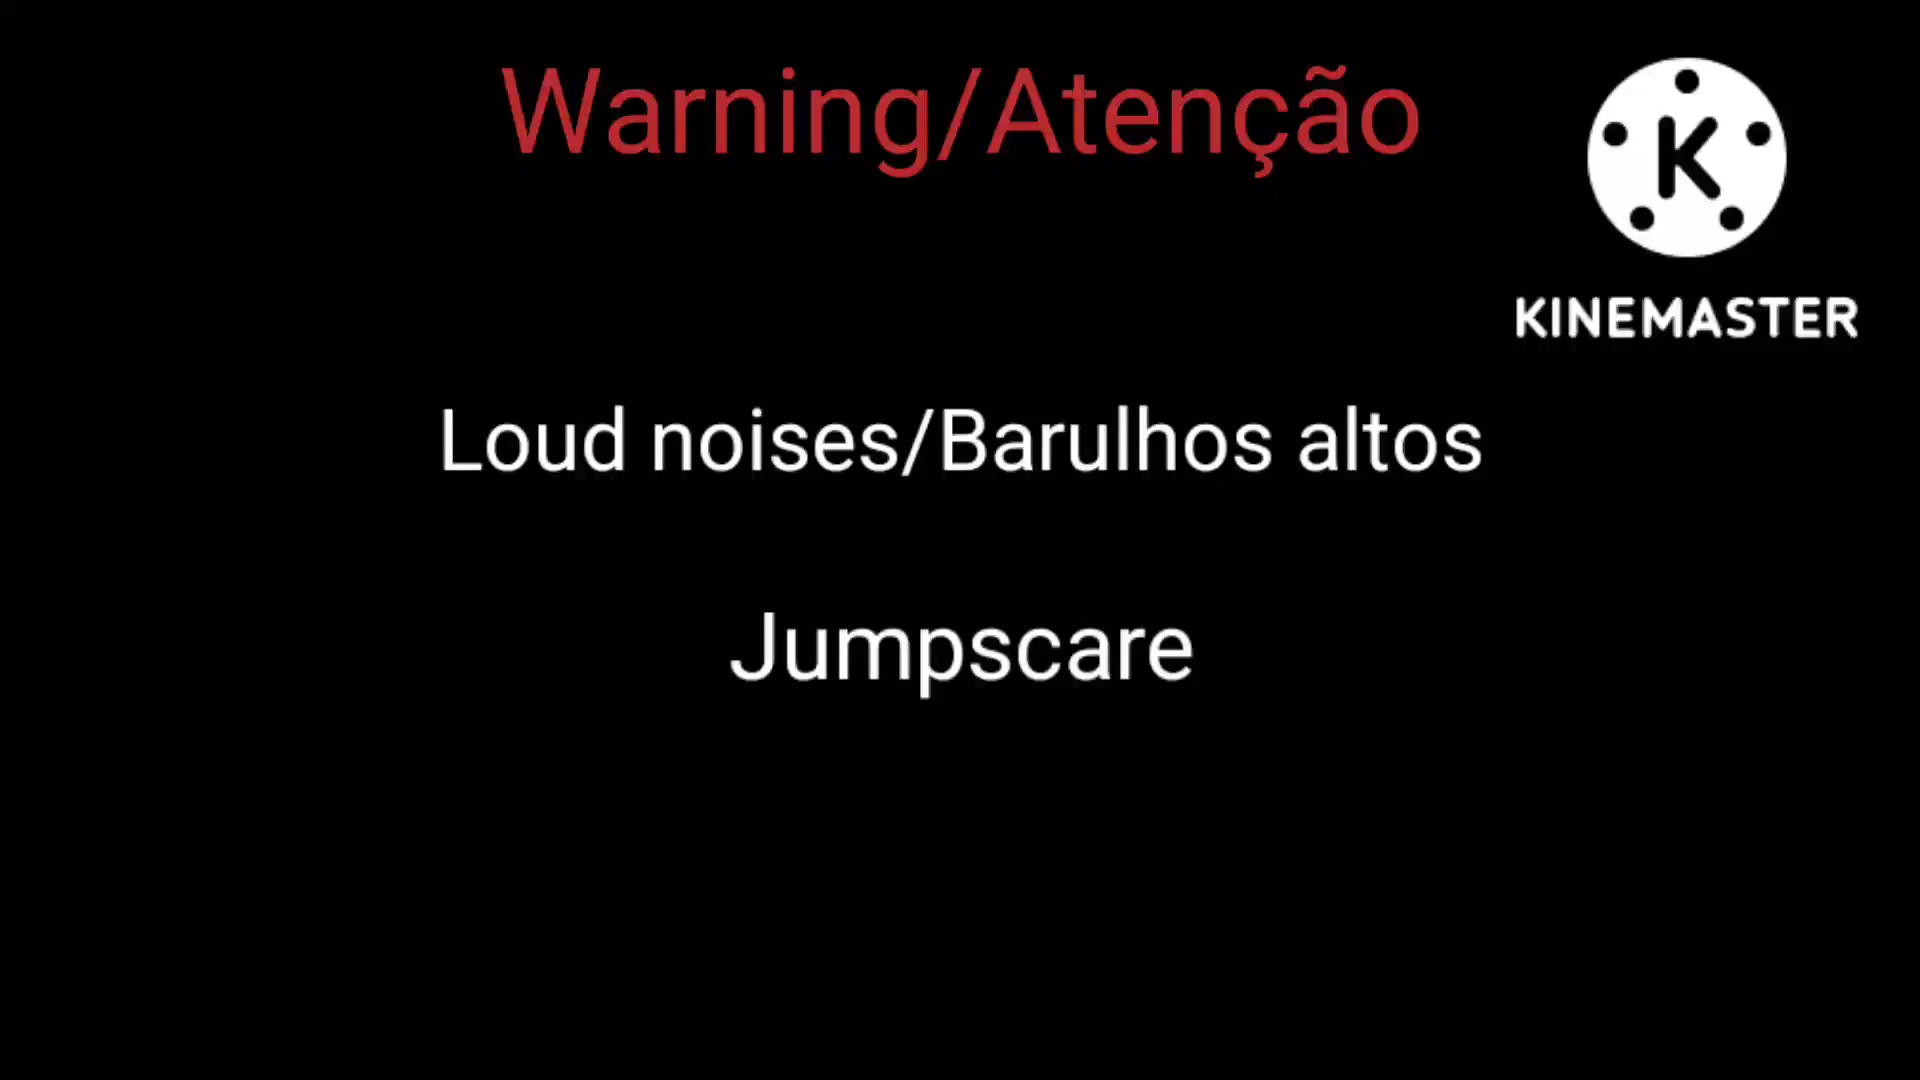 Warning/Atenção
K
KINEMASTER
Loud noises/Barulhos altos
Jumpscare